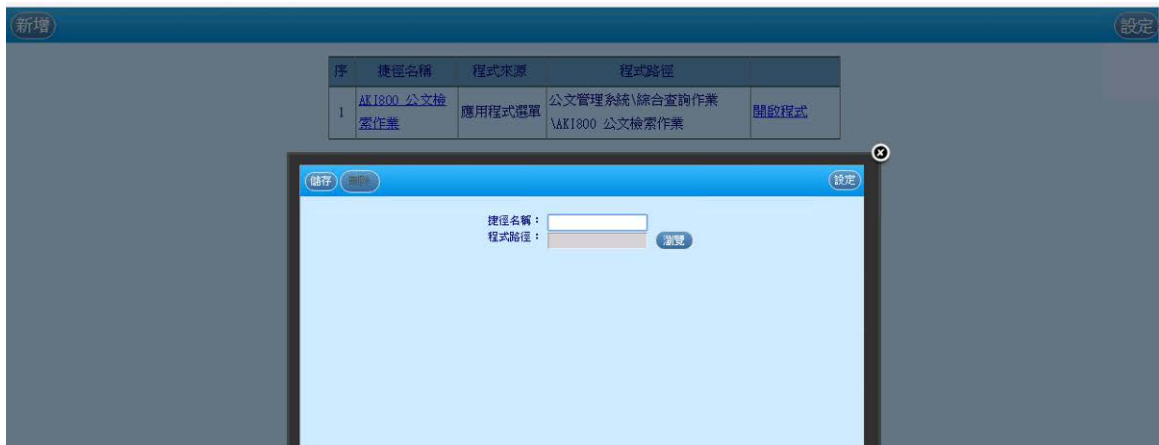 新增 設定
序 捷徑名稱 程式來源 程式路徑
1 AKI800 公文檢索作業 應用程式選單 公文管理系統\綜合查詢作業\AKI800 公文檢索作業 開啟程式
儲存 刪除 設定
捷徑名稱：
程式路徑： 瀏覽